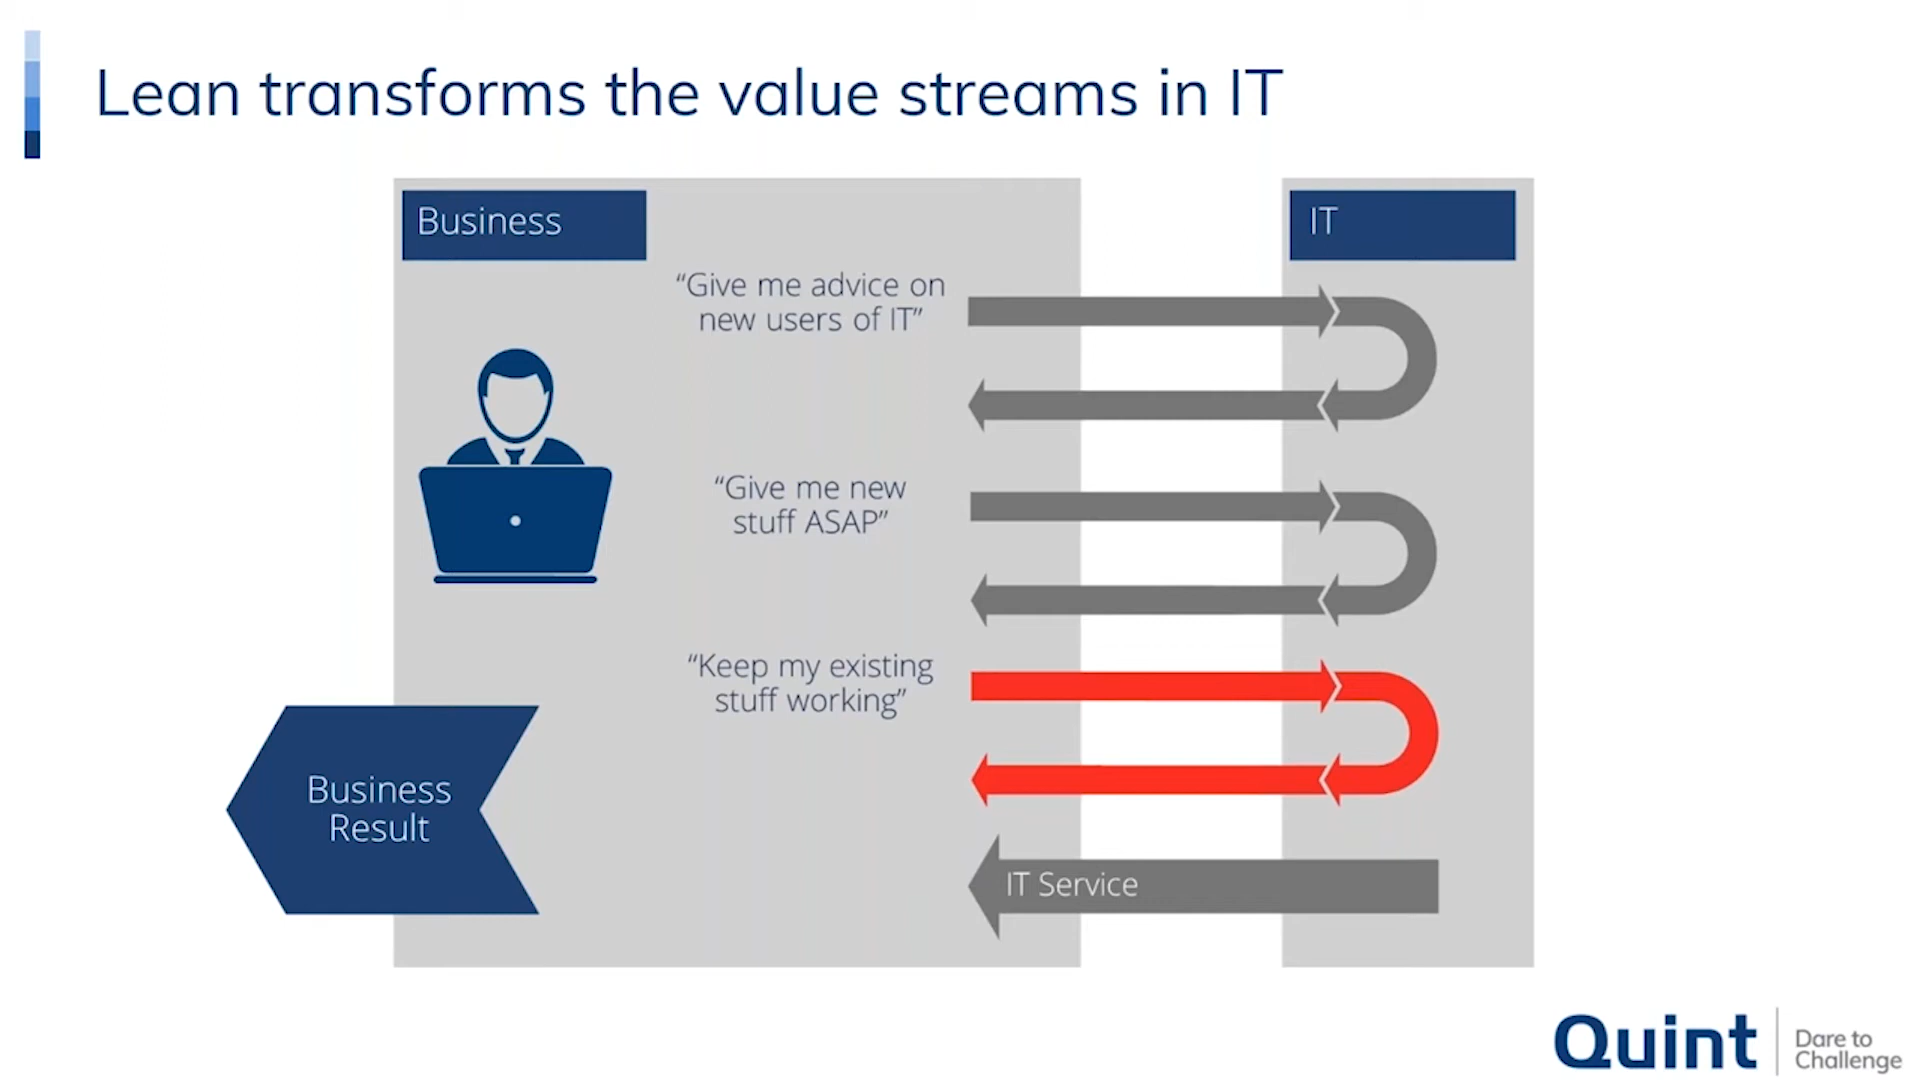 Lean transforms the value streams in IT
Business
IT
“Give me advice on
new users of IT”
“Give me new
stuff ASAP”
“Keep my existing
stuff working”
Business
Result
IT Service
Quint
Dare to
Challenge